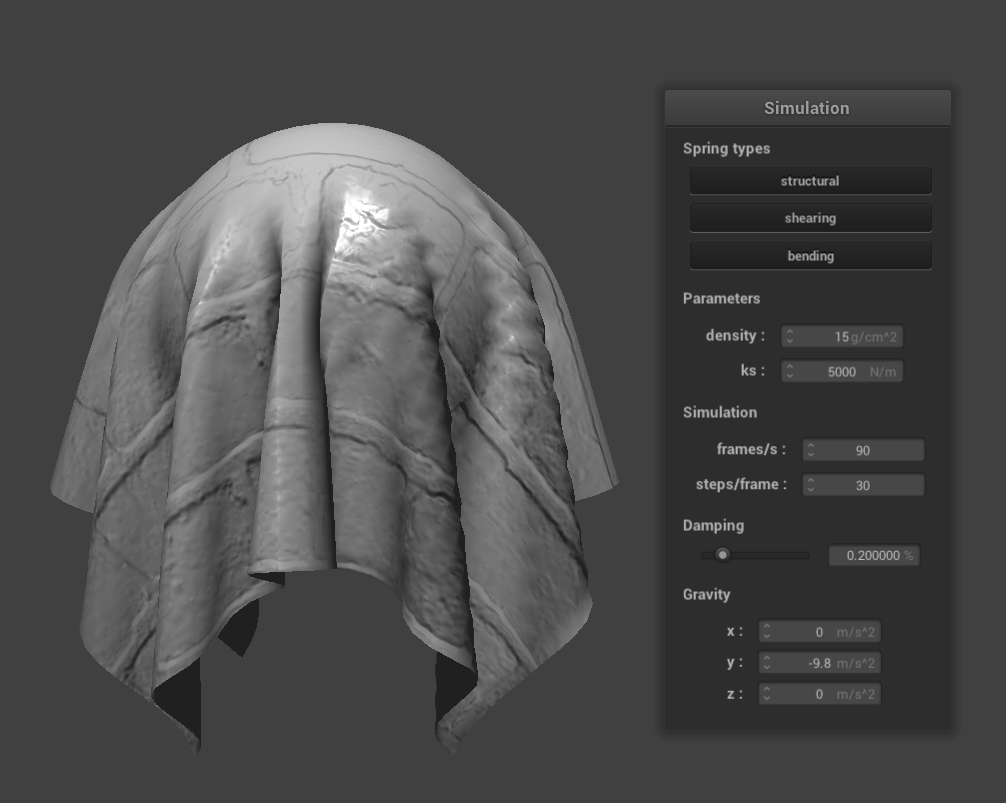 Simulation
Spring types
structural
shearing
bending
Parameters
density : 15 g/cm^2
ks : 5000 N/m
Simulation
frames/s : 90
steps/frame : 30
Damping
0.200000 %
Gravity
x : 0 m/s^2
y : -9.8 m/s^2
z : 0 m/s^2